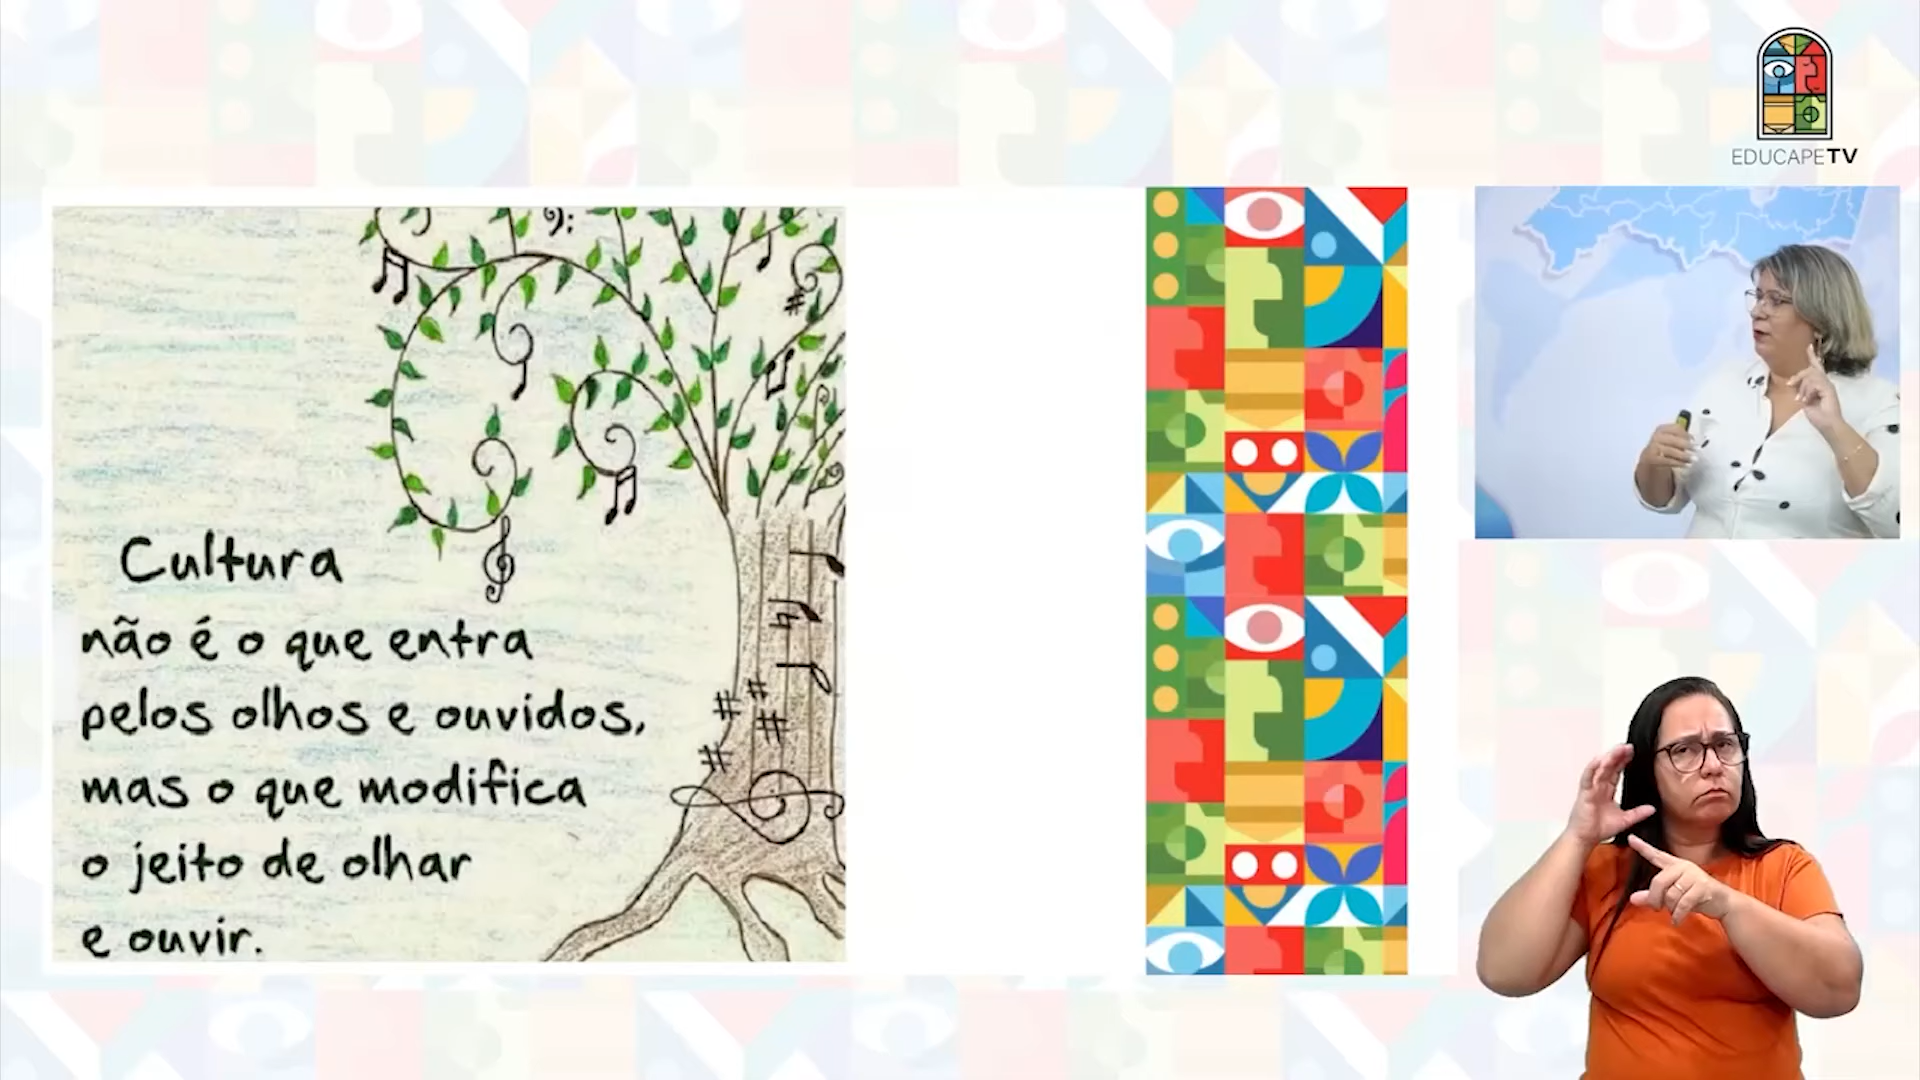 EDUCAPETV
Cultura
não é o que entra
pelos olhos e ouvidos,
mas o que modifica
o jeito de olhar
e ouvir.